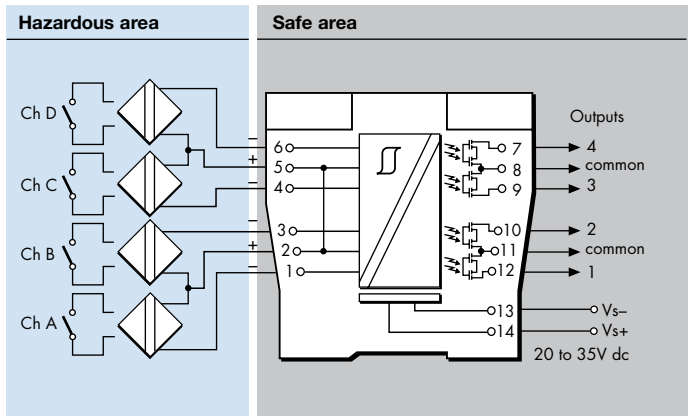 Hazardous area
Safe area
Ch D
Ch C
Ch B
Ch A
−
6
+
5
−
4
−
3
+
2
−
1
7
8
9
10
11
12
13
14
Outputs
4
common
3
2
common
1
Vs–
Vs+
20 to 35V dc